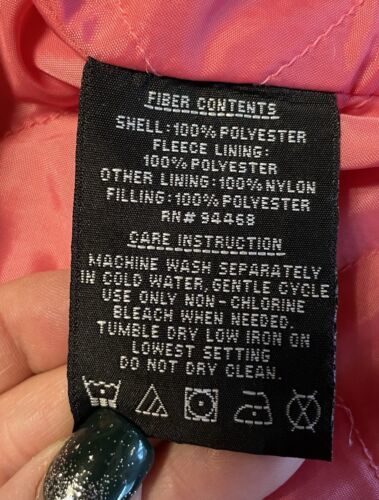 FIBER CONTENTS
SHELL: 100% POLYESTER
FLEECE LINING:
100% POLYESTER
OTHER LINING: 100% NYLON
FILLING: 100% POLYESTER
RN# 94468
CARE INSTRUCTION
MACHINE WASH SEPARATELY
IN COLD WATER, GENTLE CYCLE
USE ONLY NON-CHLORINE
BLEACH WHEN NEEDED.
TUMBLE DRY LOW IRON ON
LOWEST SETTING
DO NOT DRY CLEAN.